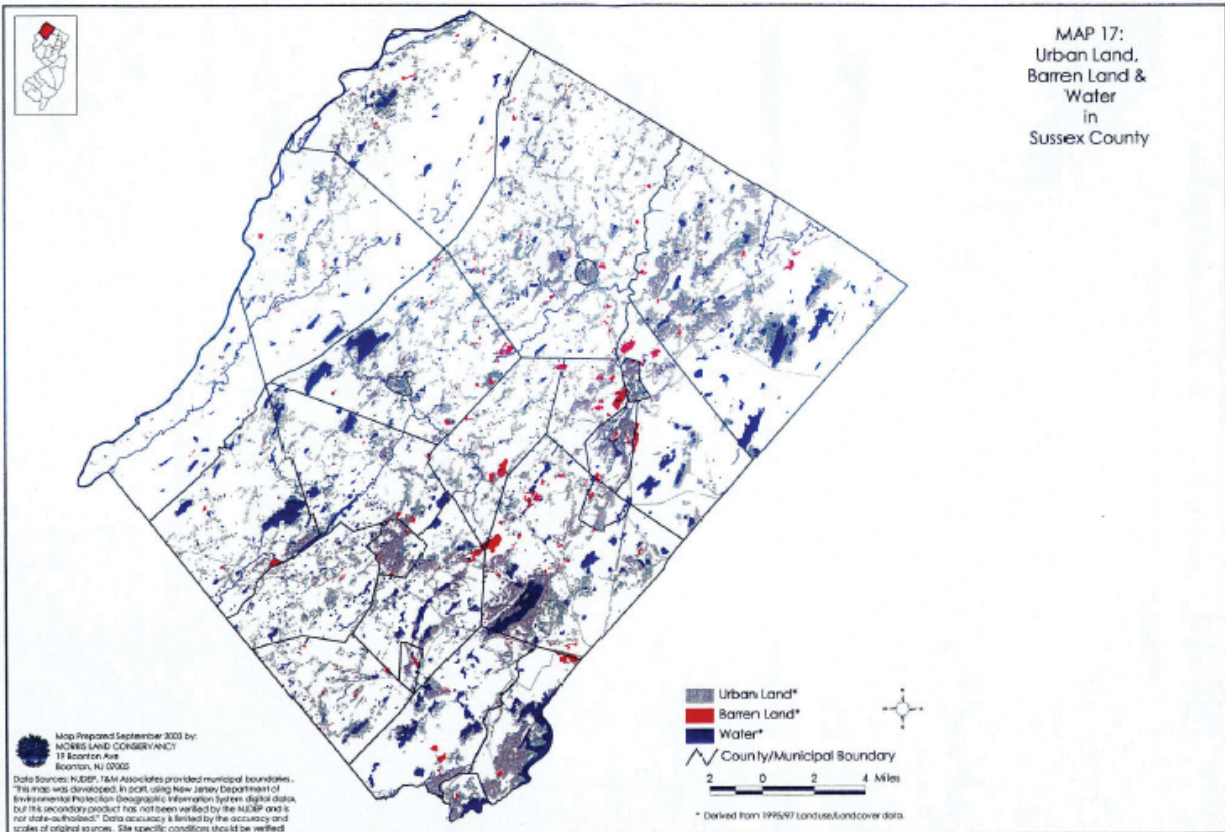 MAP 17:
Urban Land,
Barren Land &
Water
in
Sussex County
Urban Land*
Barren Land*
Water*
County/Municipal Boundary
2 0 2 4 Miles
* Derived from 1995/97 Landuse/Landcover data.
Map Prepared September 2003 by:
MORRIS LAND CONSERVANCY
19 Boonton Ave
Boonton, NJ 07005
Data Sources: NJDEP, T&M Associates provided municipal boundaries.
"This map was developed, in part, using New Jersey Department of
Environmental Protection Geographic Information System digital data,
but this secondary product has not been verified by the NJDEP and is
not state-authorized." Data accuracy is limited by the accuracy and
scales of original sources. Site specific conditions should be verified